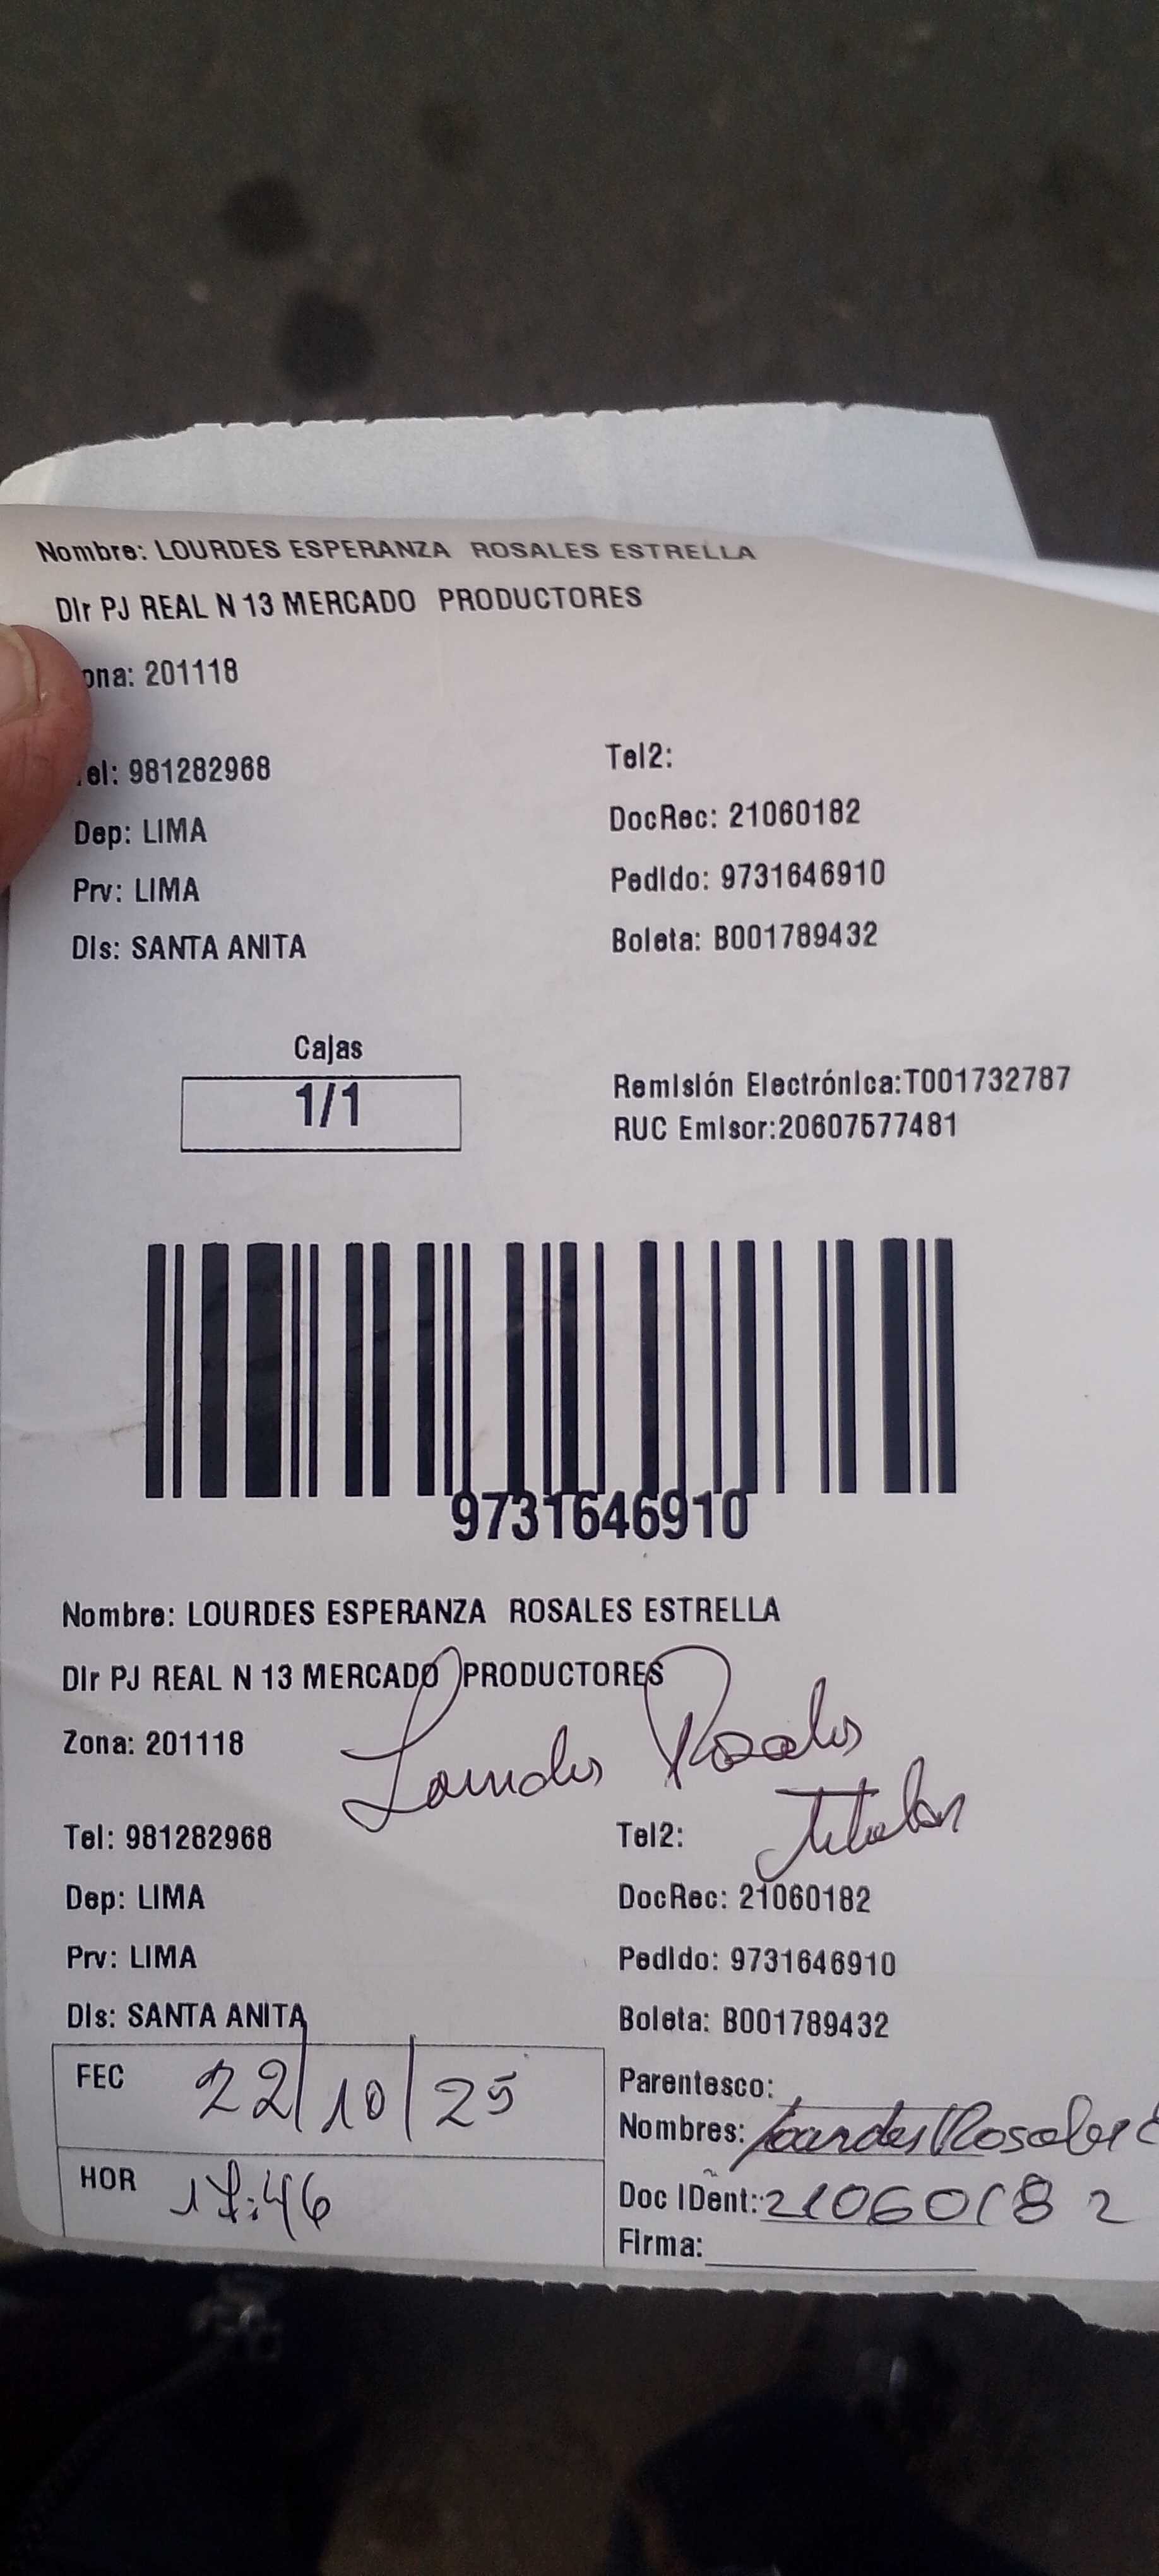 Nombre: LOURDES ESPERANZA ROSALES ESTRELLA
Dir PJ REAL N 13 MERCADO PRODUCTORES
ona: 201118
el: 981282968 Tel2:
Dep: LIMA DocRec: 21060182
Prv: LIMA Pedido: 9731646910
Dis: SANTA ANITA Boleta: B001789432
Cajas
1/1
Remisión Electrónica:T001732787
RUC Emisor:20607577481
9731646910
Nombre: LOURDES ESPERANZA ROSALES ESTRELLA
Dir PJ REAL N 13 MERCADO PRODUCTORES
Zona: 201118
Lourdes Rosales
titular
Tel: 981282968 Tel2:
Dep: LIMA DocRec: 21060182
Prv: LIMA Pedido: 9731646910
Dis: SANTA ANITA Boleta: B001789432
FEC 22/10/25
HOR 17:46
Parentesco:
Nombres: Lourdes Rosales E
Doc IDent: 21060182
Firma: